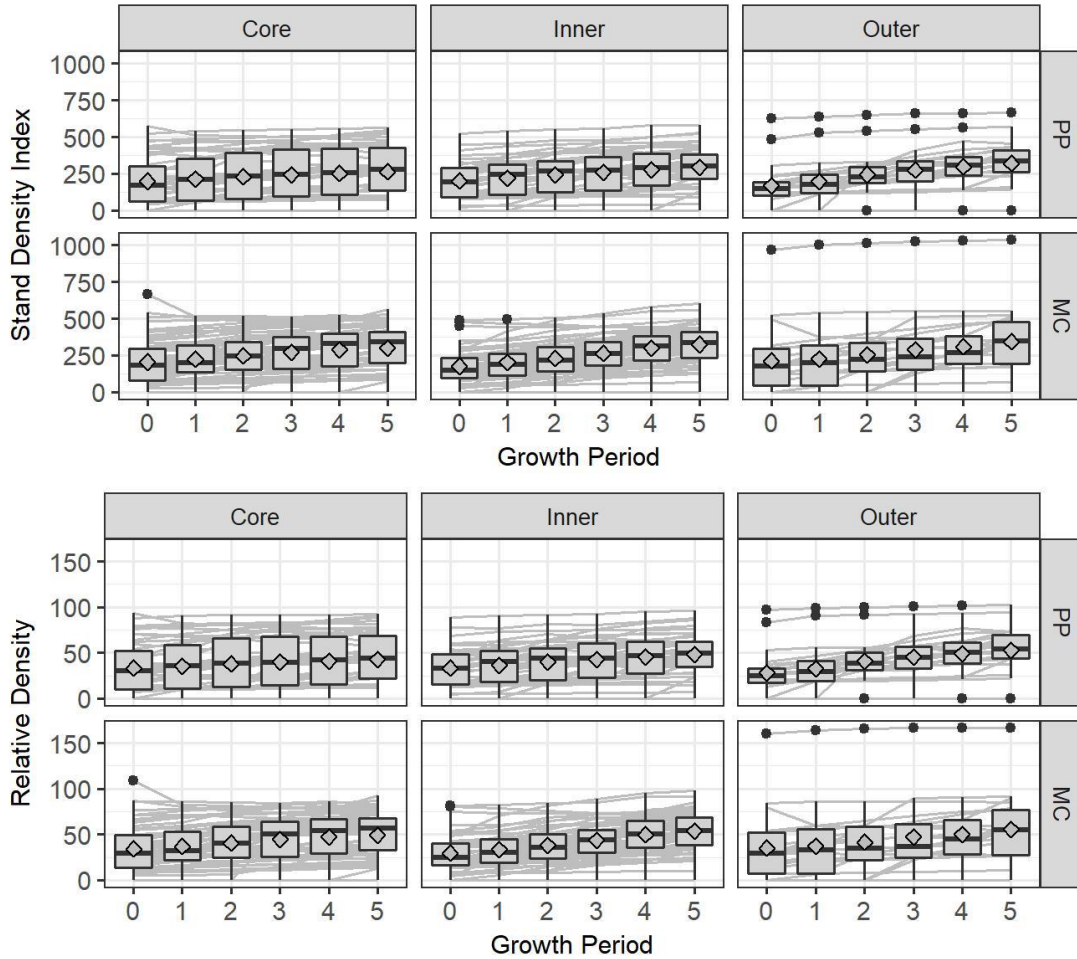 Core Inner Outer
1000
750
500
250
0
PP
1000
750
500
250
0
MC
Stand Density Index
0 1 2 3 4 5 0 1 2 3 4 5 0 1 2 3 4 5
Growth Period
Core Inner Outer
150
100
50
0
PP
150
100
50
0
MC
Relative Density
0 1 2 3 4 5 0 1 2 3 4 5 0 1 2 3 4 5
Growth Period